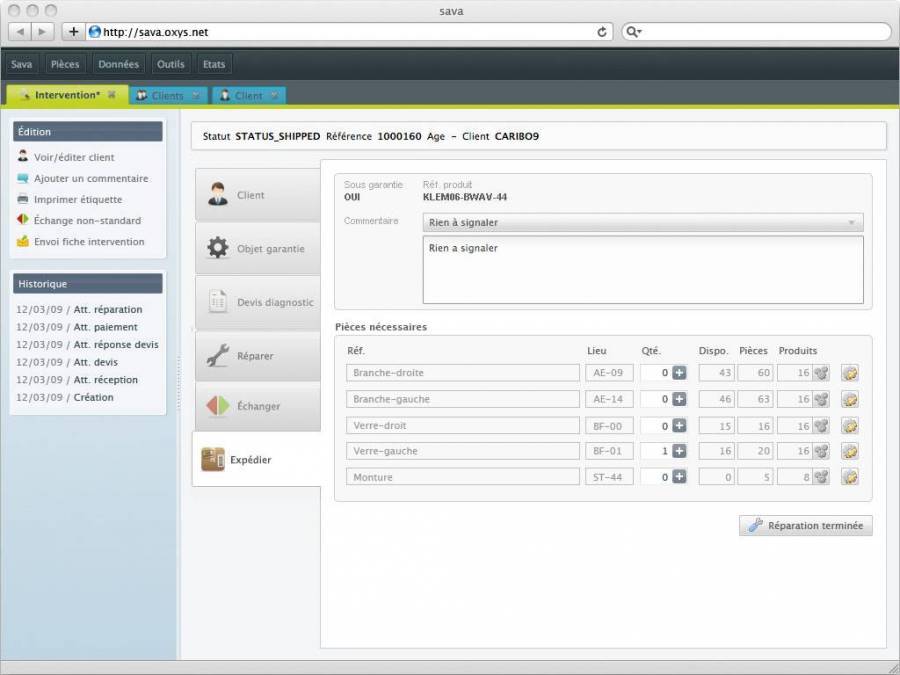 sava
http://sava.oxys.net
Sava Pièces Données Outils Etats
Intervention* Clients Client
Édition
Voir/éditer client
Ajouter un commentaire
Imprimer étiquette
Échange non-standard
Envoi fiche intervention
Historique
12/03/09 / Att. réparation
12/03/09 / Att. paiement
12/03/09 / Att. réponse devis
12/03/09 / Att. devis
12/03/09 / Att. réception
12/03/09 / Création
Statut STATUS_SHIPPED Référence 1000160 Age - Client CARIBO9
Client
Objet garantie
Devis diagnostic
Réparer
Échanger
Expédier
Sous garantie Réf. produit
OUI KLEM06-BWAV-44
Commentaire Rien à signaler
Rien a signaler
Pièces nécessaires
Réf. Lieu Qté. Dispo. Pièces Produits
Branche-droite AE-09 0 43 60 16
Branche-gauche AE-14 0 46 63 16
Verre-droit BF-00 0 15 16 16
Verre-gauche BF-01 1 16 20 16
Monture ST-44 0 0 5 8
Réparation terminée